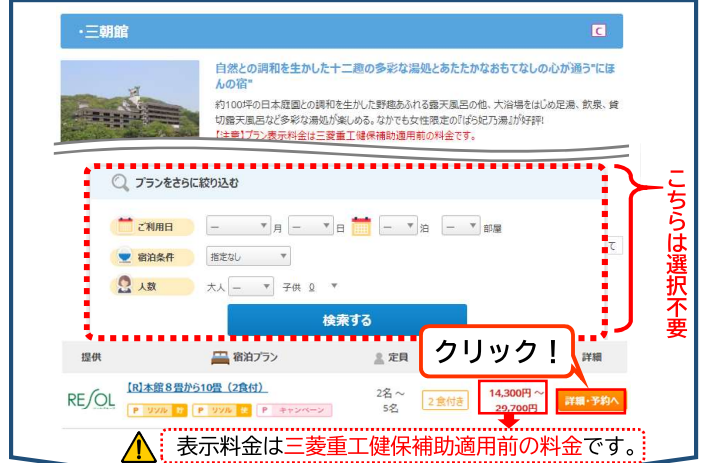 ・三朝館 C
自然との調和を生かした十二趣の多彩な湯処とあたたかなおもてなしの心が通う"にほ
んの宿"
約100坪の日本庭園との調和を生かした野趣あふれる露天風呂の他、大浴場をはじめ足湯、飲泉、貸
切露天風呂など多彩な湯処が楽しめる。なかでも女性限定の『ばら妃乃湯』が好評!
【注意】プラン表示料金は三菱重工健保補助適用前の料金です。
プランをさらに絞り込む
ご利用日 ― 月 ― 日 ― 泊 ― 部屋
宿泊条件 指定なし
人数 大人 ― 子供 0
検索する
こちらは選択不要
提供 宿泊プラン 定員 詳細
クリック！
RESOL 【R】本館8畳から10畳（2食付） 2名～ 2食付き 14,300円～ 詳細・予約へ
P リソル 貯 P リソル 使 P キャンペーン 5名 29,700円
表示料金は三菱重工健保補助適用前の料金です。